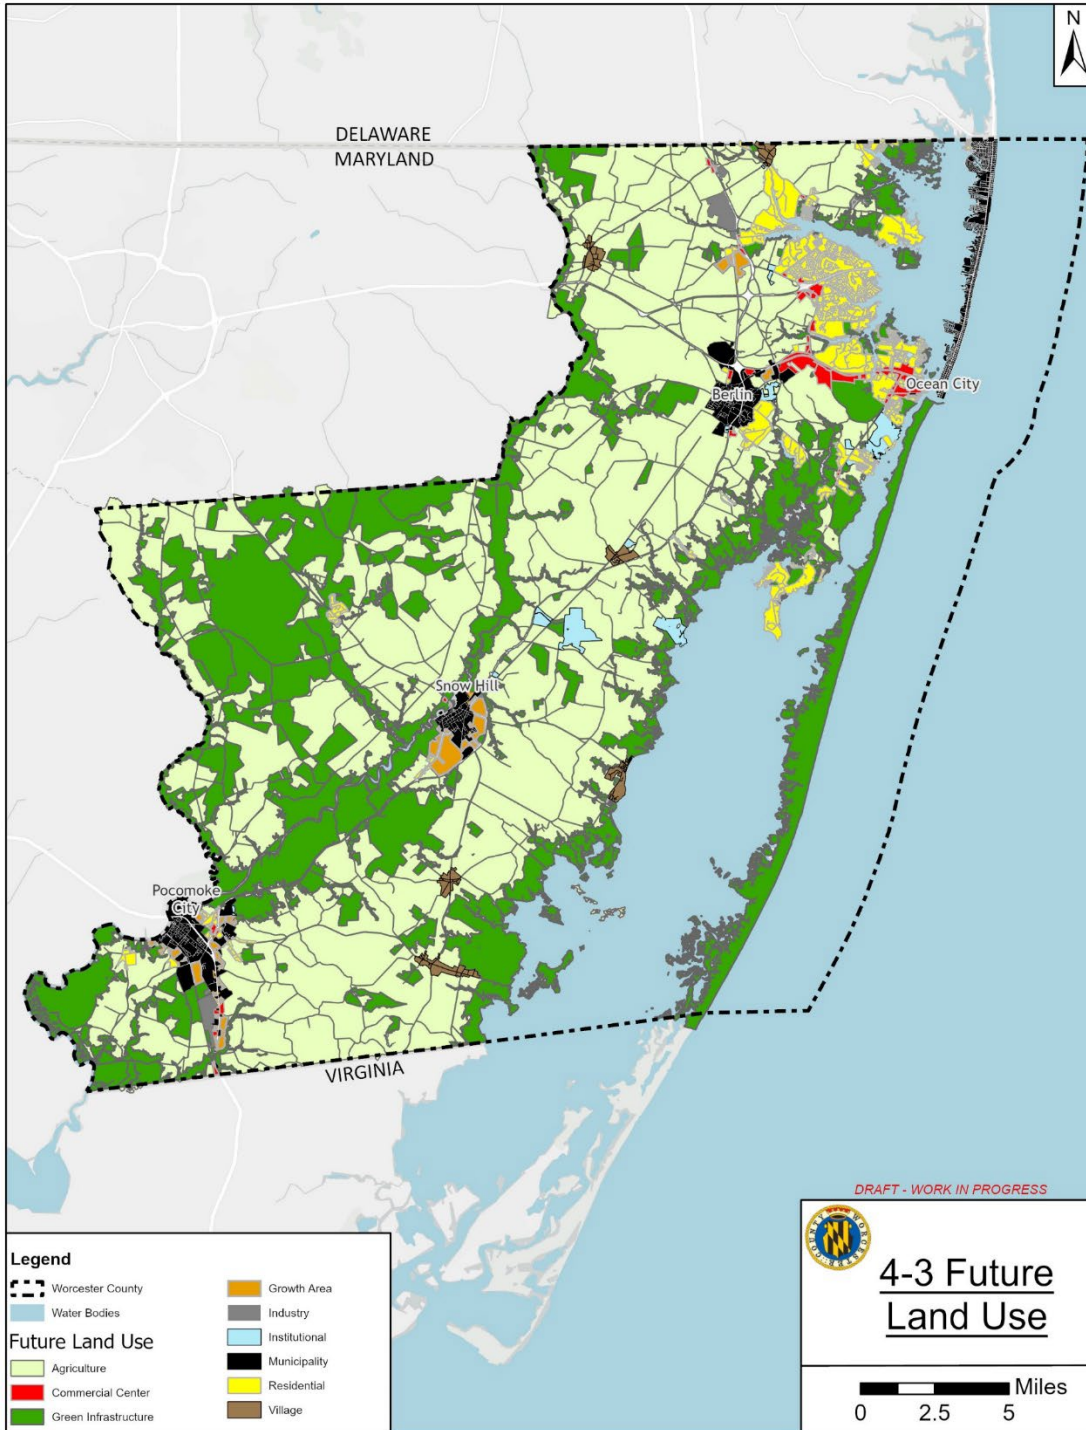 N
DELAWARE
MARYLAND
Berlin
Ocean City
Snow Hill
Pocomoke
City
VIRGINIA
DRAFT - WORK IN PROGRESS
WORCESTER COUNTY
4-3 Future
Land Use
Miles
0 2.5 5
Legend
Worcester County
Water Bodies
Future Land Use
Agriculture
Commercial Center
Green Infrastructure
Growth Area
Industry
Institutional
Municipality
Residential
Village